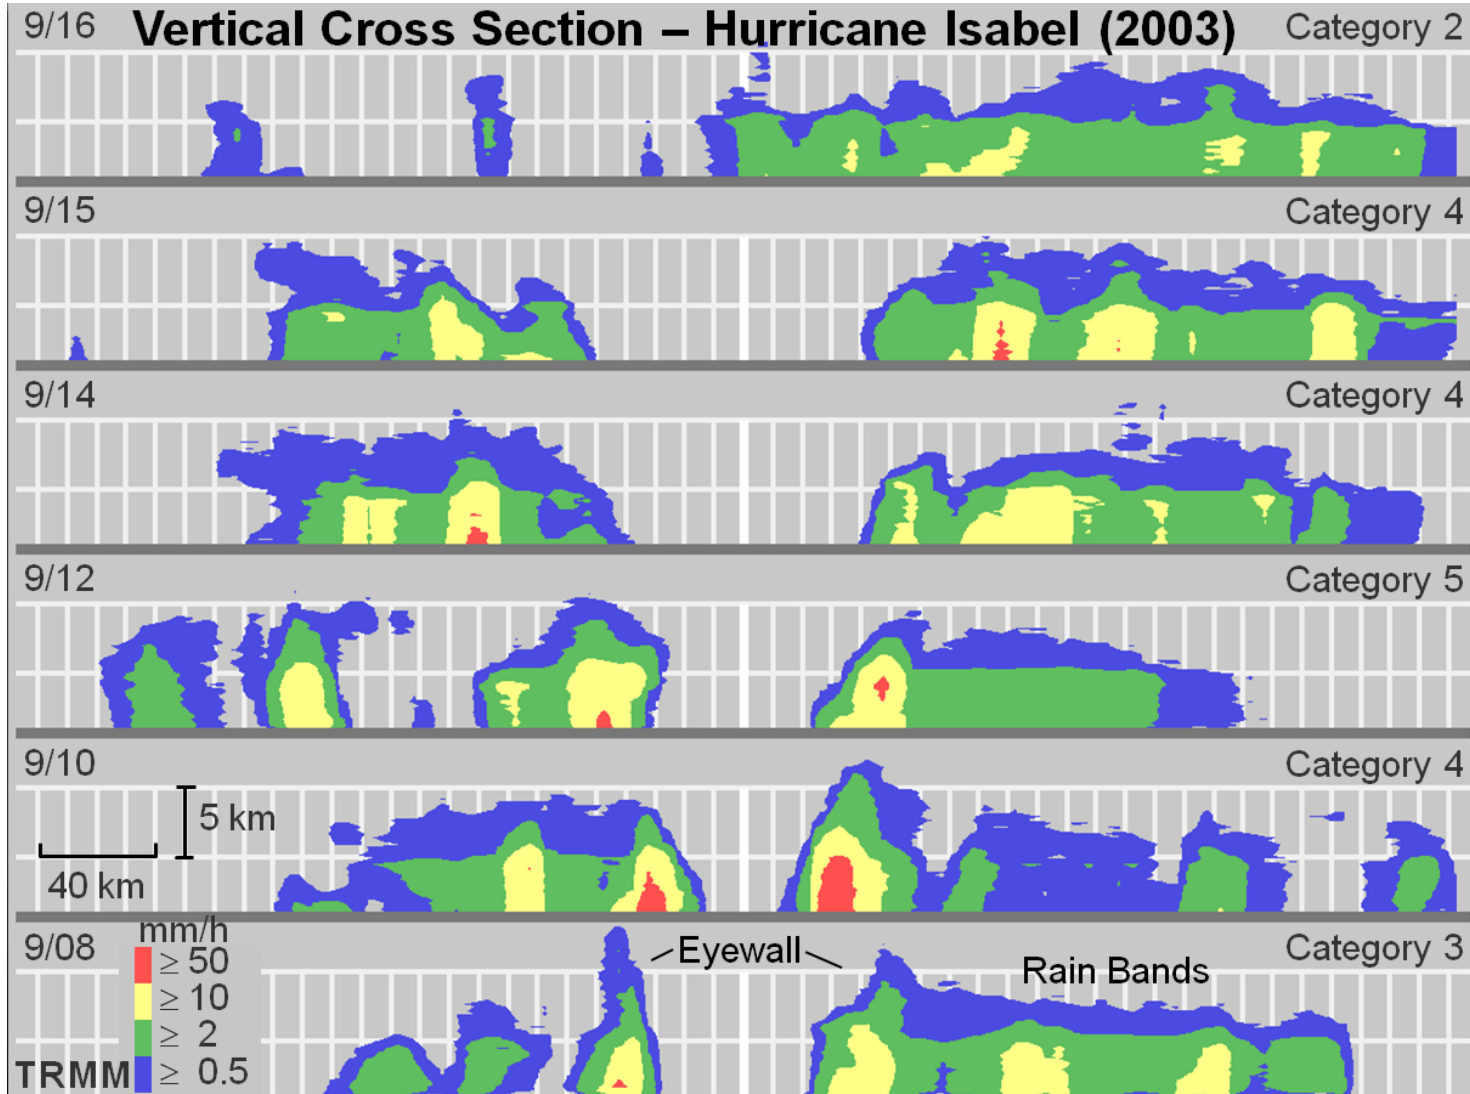 9/16 Vertical Cross Section – Hurricane Isabel (2003) Category 2
9/15 Category 4
9/14 Category 4
9/12 Category 5
9/10 Category 4
5 km
40 km
mm/h
9/08 Eyewall Category 3
≥ 50
Rain Bands
≥ 10
≥ 2
TRMM ≥ 0.5